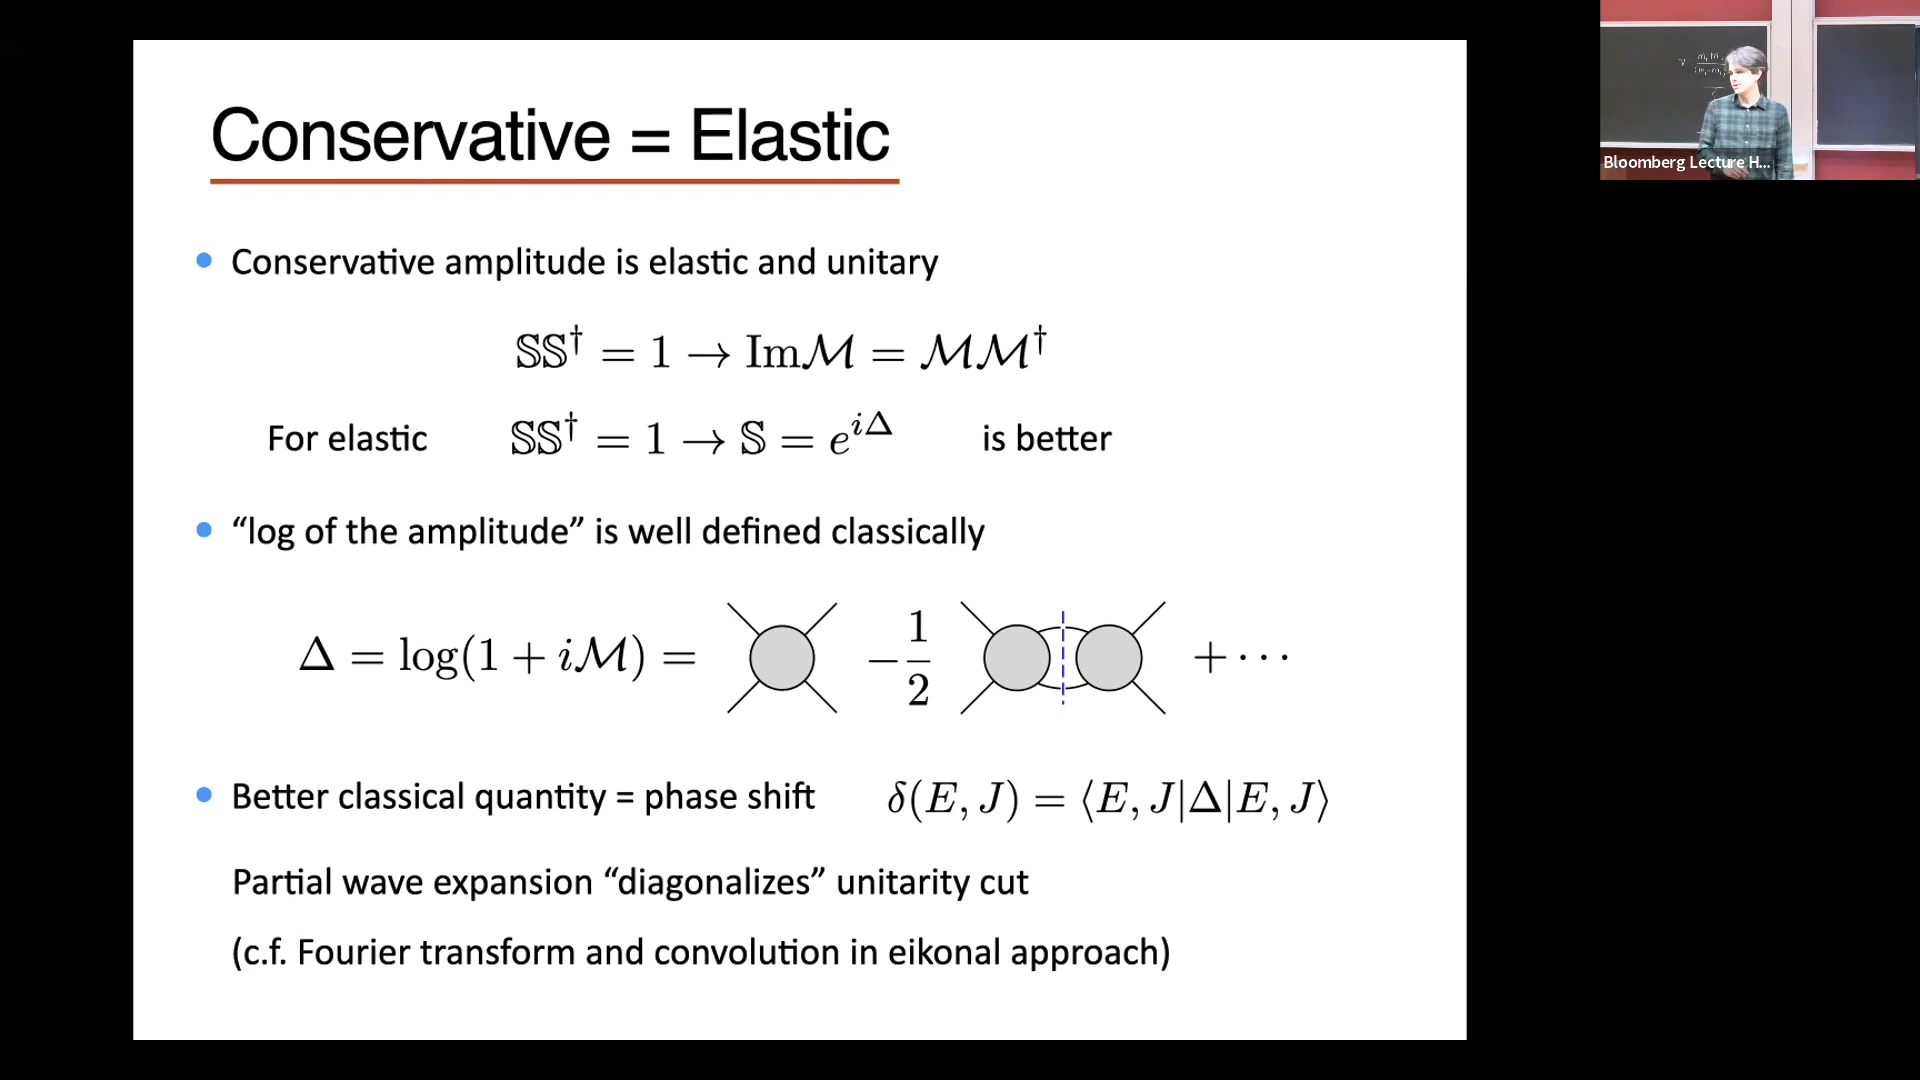 Conservative = Elastic
• Conservative amplitude is elastic and unitary
𝕊𝕊† = 1 → Imℳ = ℳℳ†
For elastic 𝕊𝕊† = 1 → 𝕊 = e^{iΔ} is better
• “log of the amplitude” is well defined classically
Δ = log(1 + iℳ) = − 1/2 + ⋯
• Better classical quantity = phase shift δ(E, J) = ⟨E, J|Δ|E, J⟩
Partial wave expansion “diagonalizes” unitarity cut
(c.f. Fourier transform and convolution in eikonal approach)
Bloomberg Lecture H...